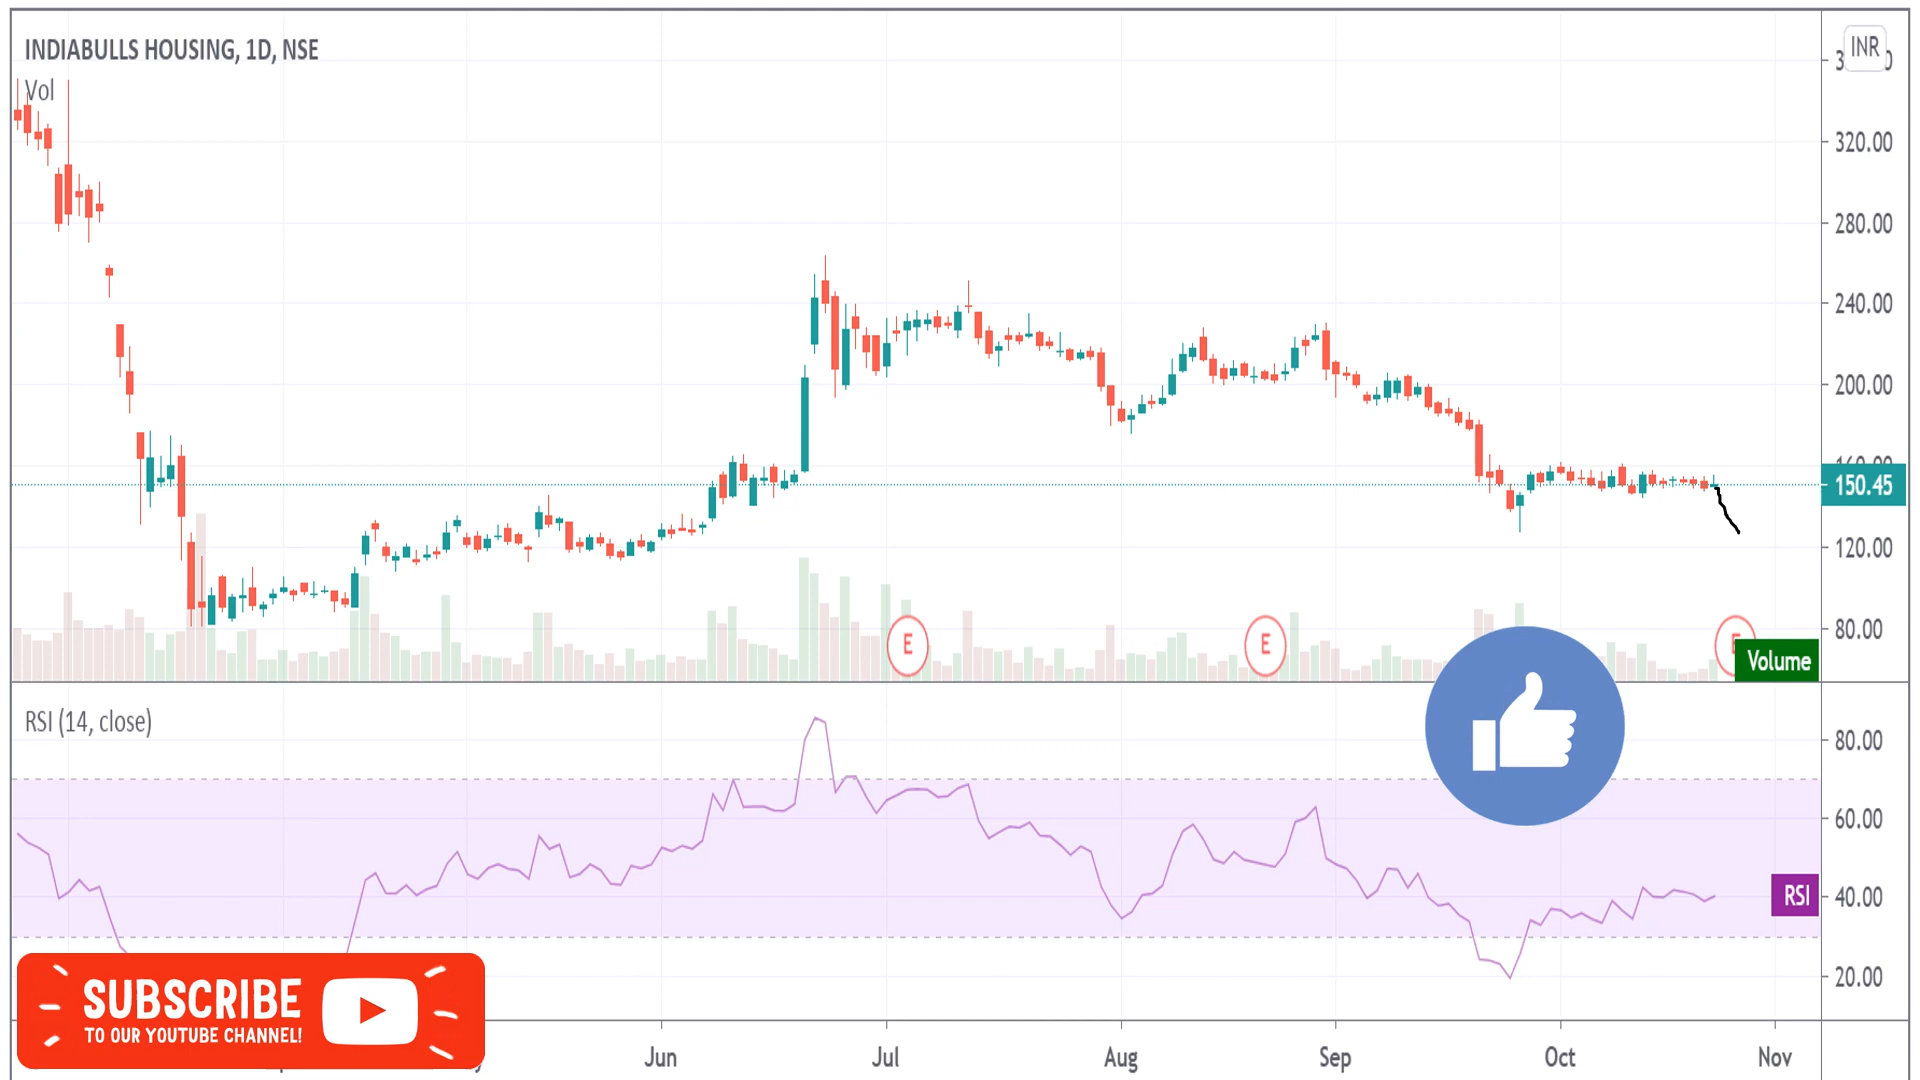 INDIABULLS HOUSING, 1D, NSE
Vol
INR
320.00
280.00
240.00
200.00
150.45
120.00
80.00
E
E
E
Volume
RSI (14, close)
80.00
60.00
RSI
40.00
20.00
SUBSCRIBE
TO OUR YOUTUBE CHANNEL!
Jun
Jul
Aug
Sep
Oct
Nov